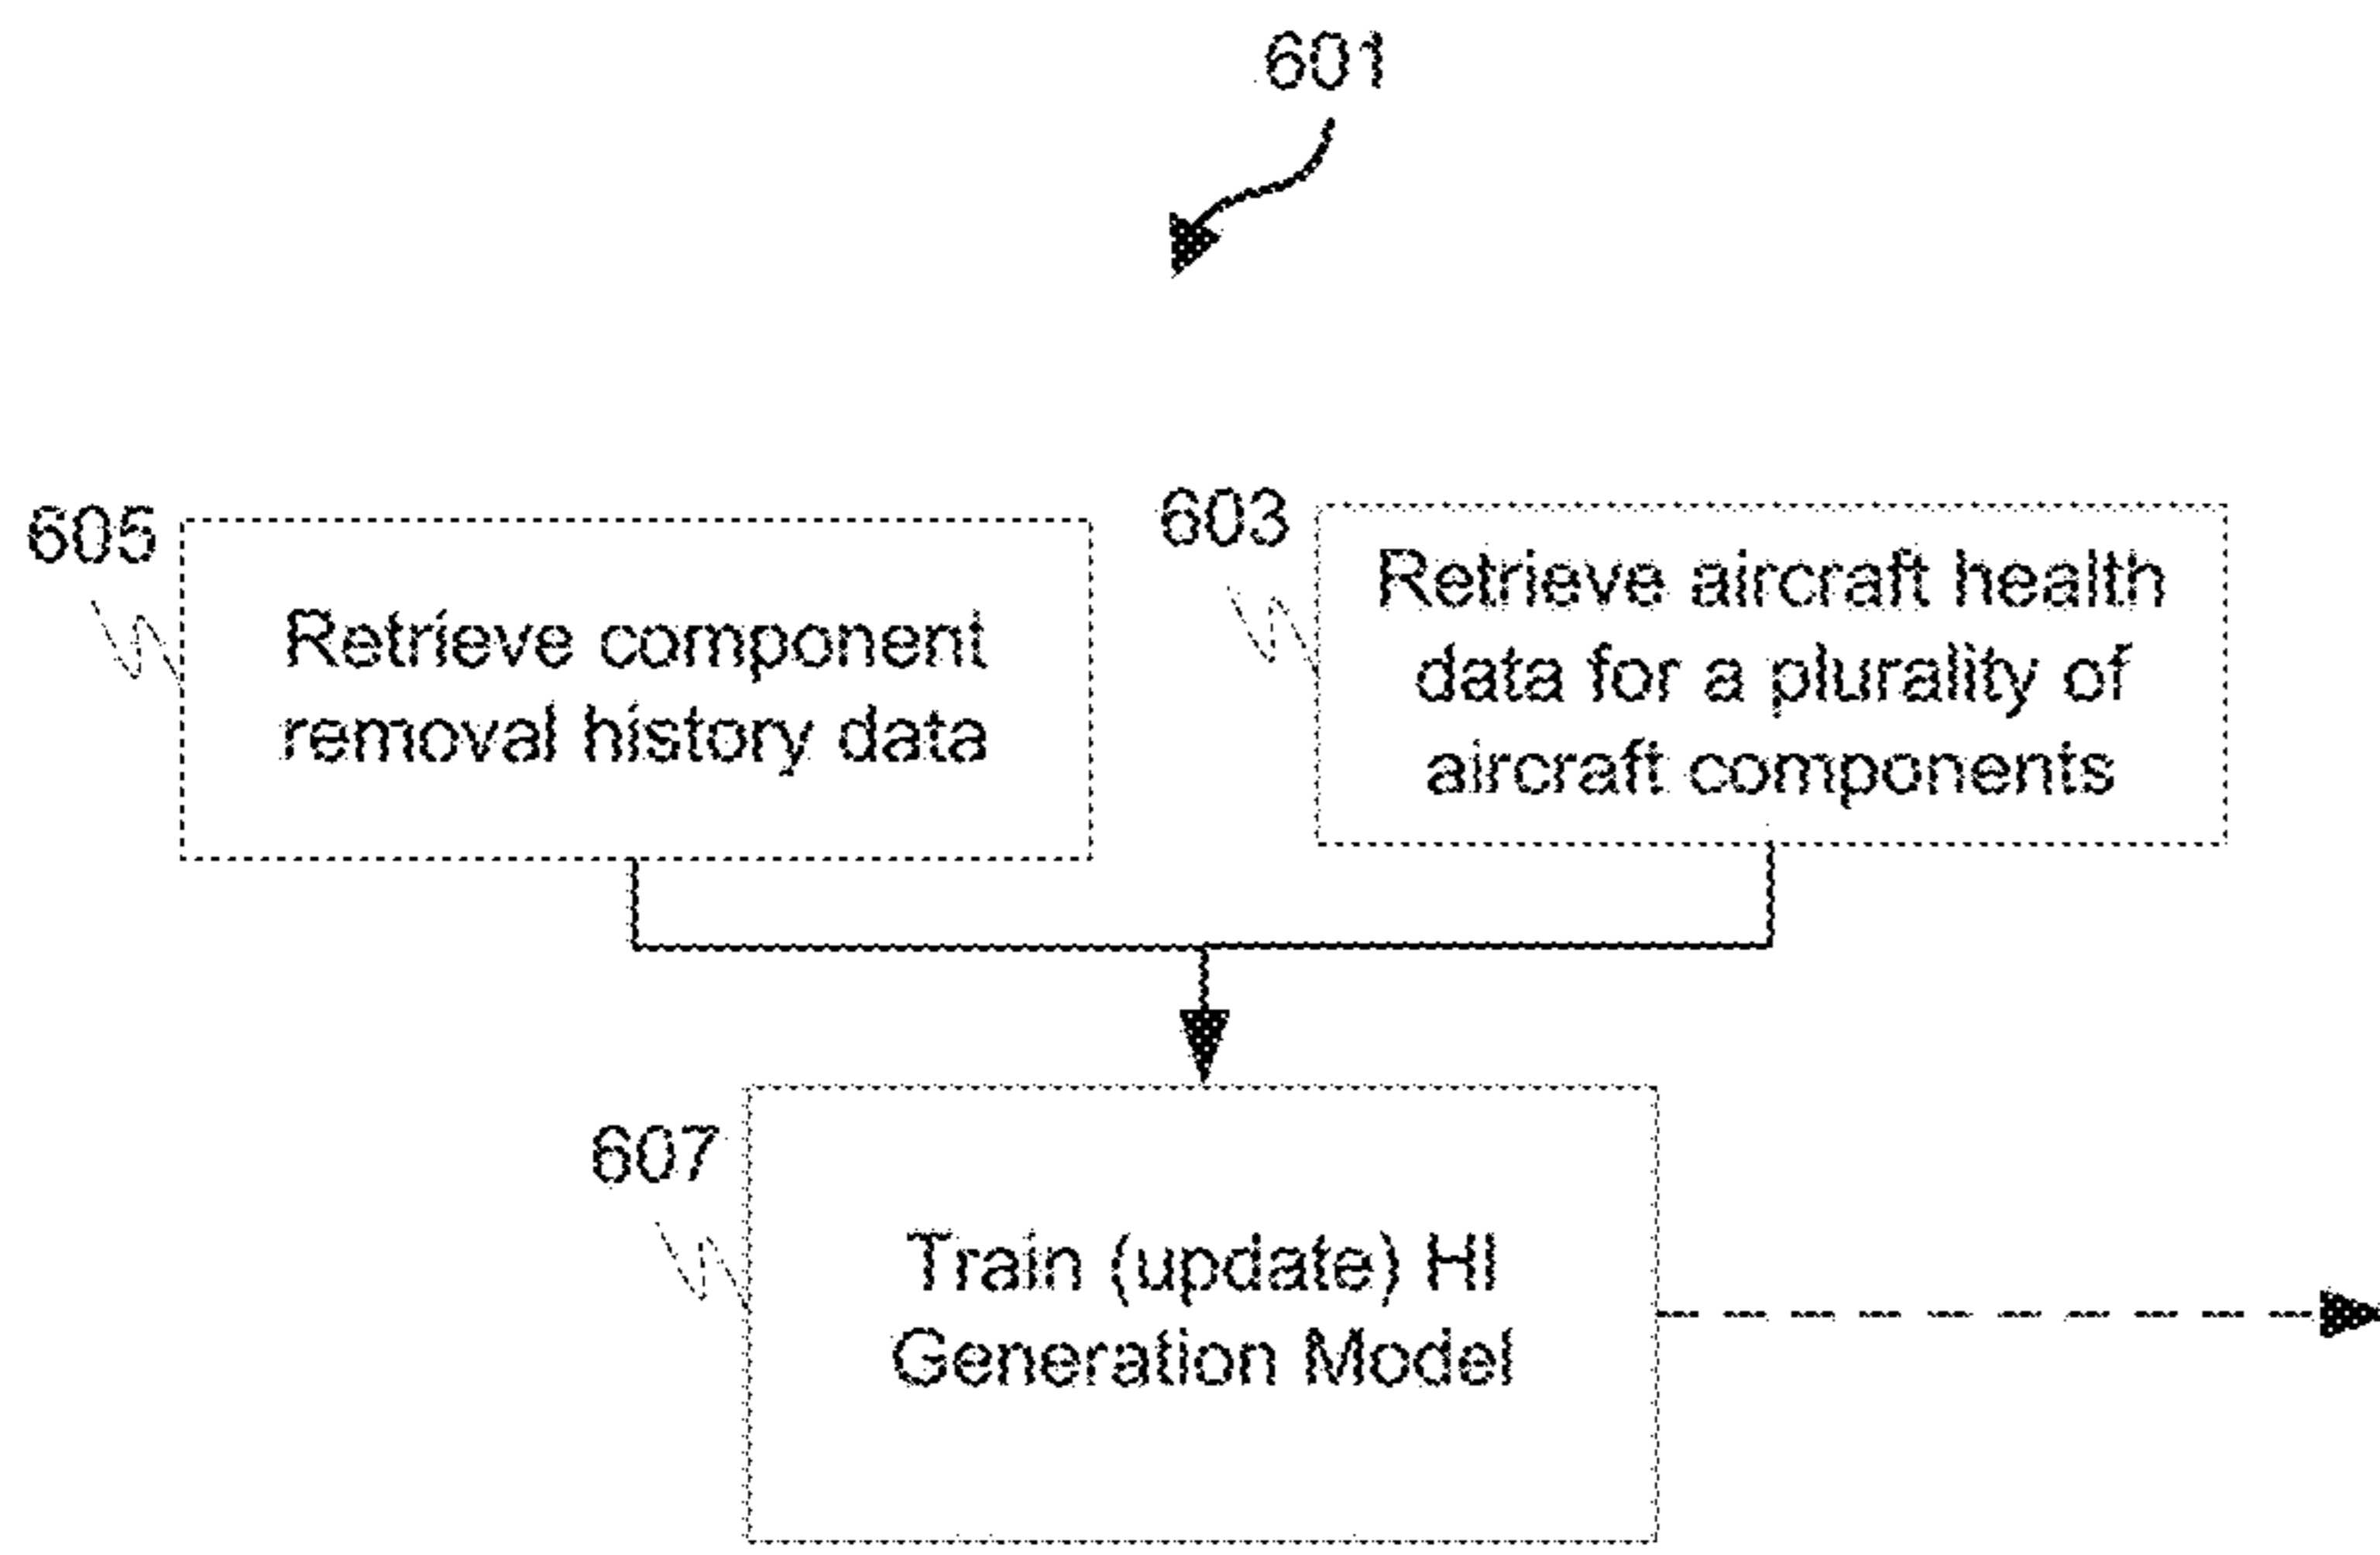 601
605
Retrieve component
removal history data
603
Retrieve aircraft health
data for a plurality of
aircraft components
607
Train (update) HI
Generation Model